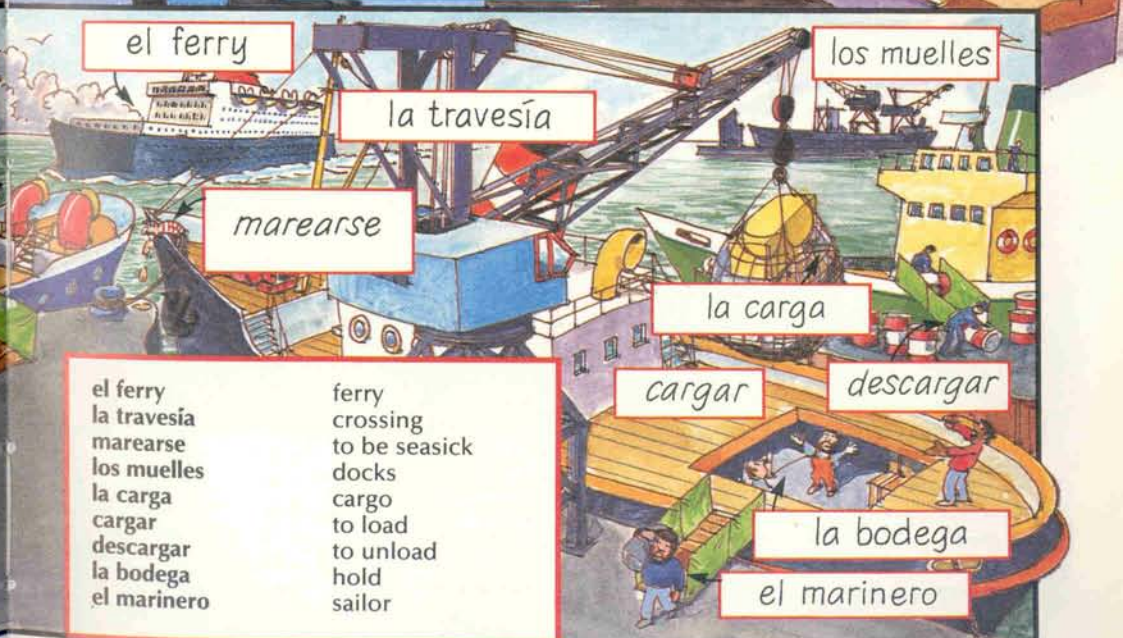 el ferry
los muelles
la travesía
marearse
la carga
cargar
descargar
la bodega
el marinero
el ferry ferry
la travesía crossing
marearse to be seasick
los muelles docks
la carga cargo
cargar to load
descargar to unload
la bodega hold
el marinero sailor